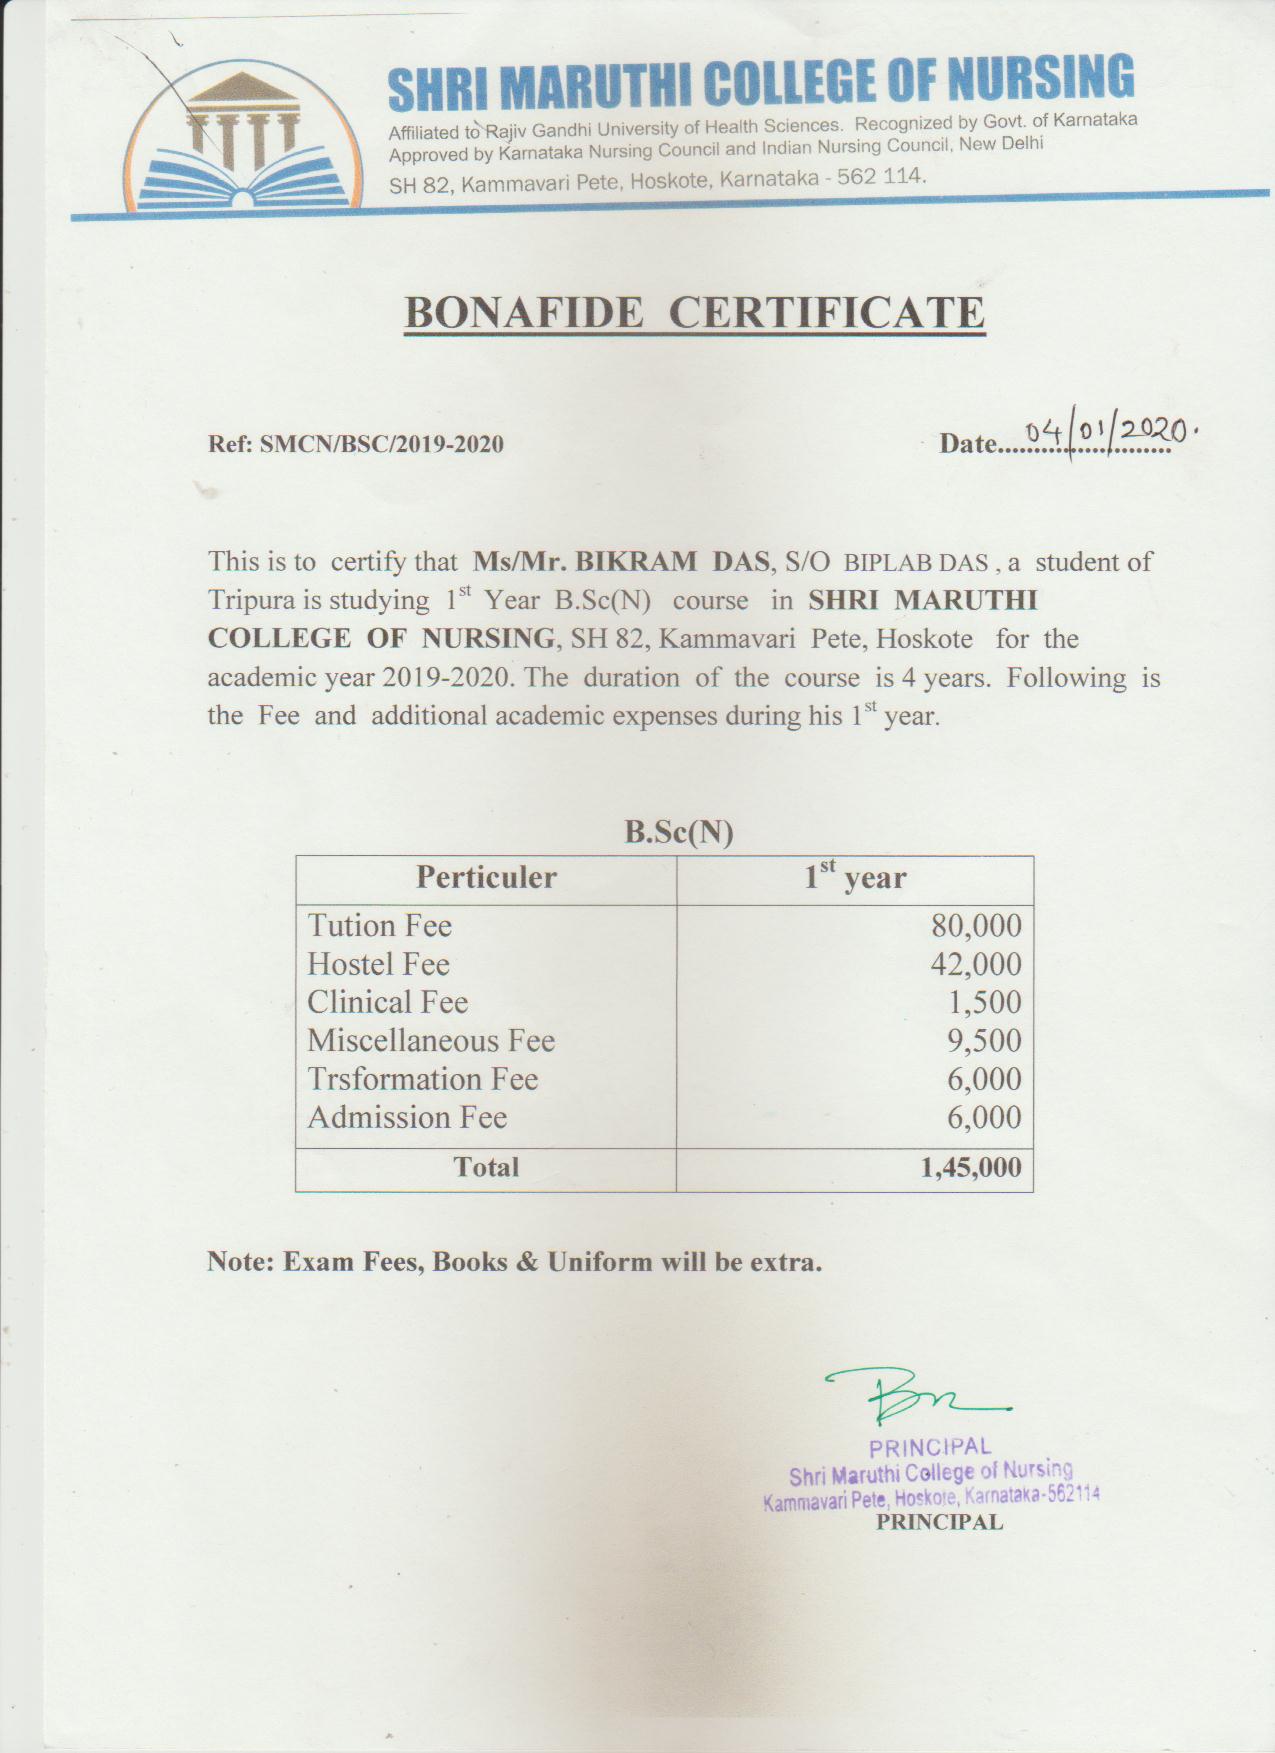 SHRI MARUTHI COLLEGE OF NURSING
Affiliated to Rajiv Gandhi University of Health Sciences. Recognized by Govt. of Karnataka
Approved by Karnataka Nursing Council and Indian Nursing Council, New Delhi
SH 82, Kammavari Pete, Hoskote, Karnataka - 562 114.
BONAFIDE CERTIFICATE
Ref: SMCN/BSC/2019-2020 Date....04/01/2020.
This is to certify that Ms/Mr. BIKRAM DAS, S/O BIPLAB DAS , a student of
Tripura is studying 1st Year B.Sc(N) course in SHRI MARUTHI
COLLEGE OF NURSING, SH 82, Kammavari Pete, Hoskote for the
academic year 2019-2020. The duration of the course is 4 years. Following is
the Fee and additional academic expenses during his 1st year.
B.Sc(N)
Perticuler 1st year
Tution Fee 80,000
Hostel Fee 42,000
Clinical Fee 1,500
Miscellaneous Fee 9,500
Trsformation Fee 6,000
Admission Fee 6,000
Total 1,45,000
Note: Exam Fees, Books & Uniform will be extra.
PRINCIPAL
Shri Maruthi College of Nursing
Kammavari Pete, Hoskote, Karnataka-562114
PRINCIPAL